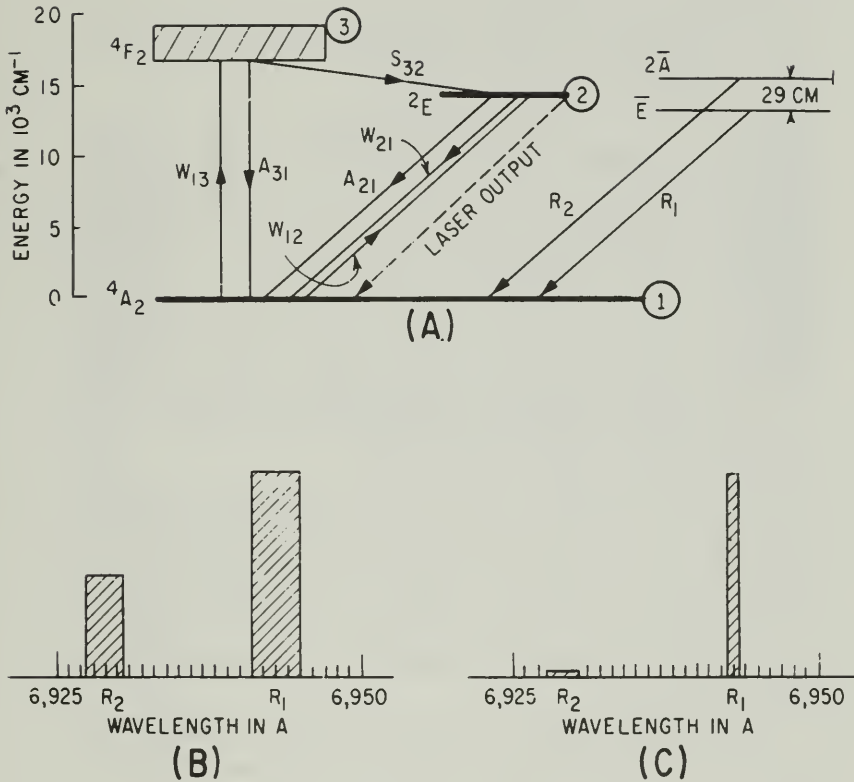 ENERGY IN 10³ CM⁻¹
20
15
10
5
0
⁴F₂
3
S₃₂
²E
2
2Ā
29 CM
Ē
W₁₃
A₃₁
W₂₁
A₂₁
W₁₂
LASER OUTPUT
R₂
R₁
⁴A₂
1
(A)
6,925 R₂ R₁ 6,950
WAVELENGTH IN A
(B)
6,925 R₂ R₁ 6,950
WAVELENGTH IN A
(C)